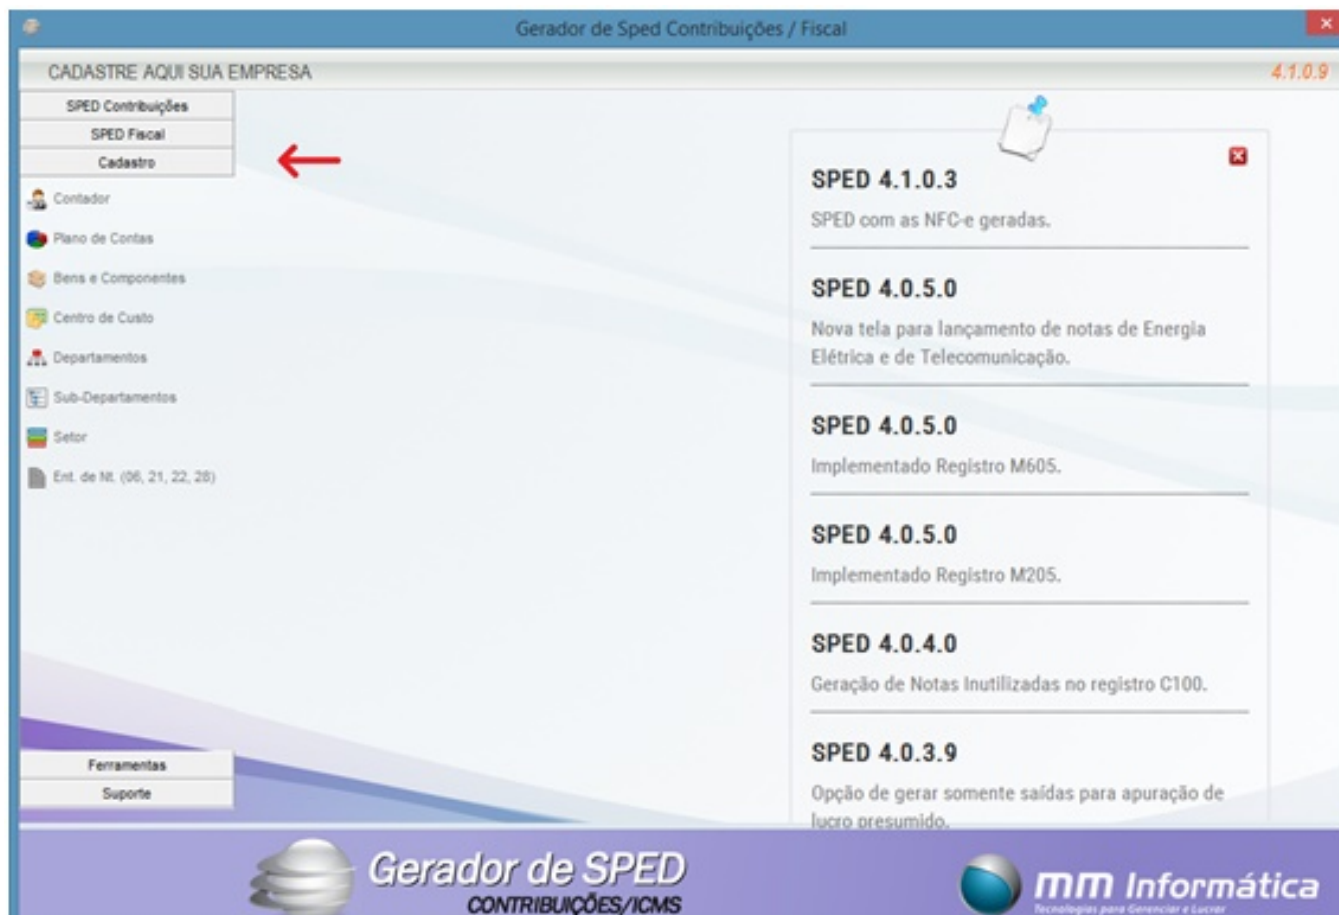 Gerador de Sped Contribuições / Fiscal
CADASTRE AQUI SUA EMPRESA
4.1.0.9
SPED Contribuições
SPED Fiscal
Cadastro
Contador
Plano de Contas
Bens e Componentes
Centro de Custo
Departamentos
Sub-Departamentos
Setor
Ent. de Nt. (06, 21, 22, 28)
Ferramentas
Suporte
SPED 4.1.0.3
SPED com as NFC-e geradas.
SPED 4.0.5.0
Nova tela para lançamento de notas de Energia
Elétrica e de Telecomunicação.
SPED 4.0.5.0
Implementado Registro M605.
SPED 4.0.5.0
Implementado Registro M205.
SPED 4.0.4.0
Geração de Notas Inutilizadas no registro C100.
SPED 4.0.3.9
Opção de gerar somente saídas para apuração de
lucro presumido.
Gerador de SPED
CONTRIBUIÇÕES/ICMS
mm Informática
Tecnologias para Gerenciar e Lucrar